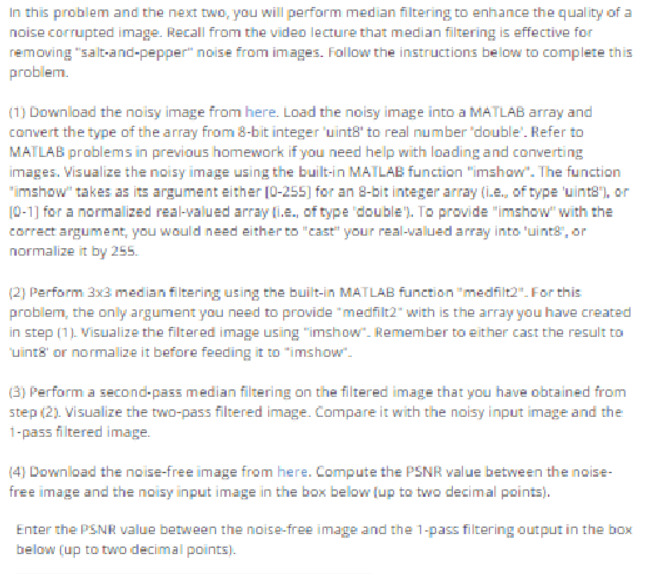 In this problem and the next two, you will perform median filtering to enhance the quality of a
noise corrupted image. Recall from the video lecture that median filtering is effective for
removing "salt-and-pepper" noise from images. Follow the instructions below to complete this
problem.
(1) Download the noisy image from here. Load the noisy image into a MATLAB array and
convert the type of the array from 8-bit integer 'uint8' to real number 'double'. Refer to
MATLAB problems in previous homework if you need help with loading and converting
images. Visualize the noisy image using the built-in MATLAB function "imshow". The function
"imshow" takes as its argument either [0-255] for an 8-bit integer array (i.e., of type 'uint8'), or
[0-1] for a normalized real-valued array (i.e., of type 'double'). To provide "imshow" with the
correct argument, you would need either to "cast" your real-valued array into 'uint8', or
normalize it by 255.
(2) Perform 3x3 median filtering using the built-in MATLAB function "medfilt2". For this
problem, the only argument you need to provide "medfilt2" with is the array you have created
in step (1). Visualize the filtered image using "imshow". Remember to either cast the result to
'uint8' or normalize it before feeding it to "imshow".
(3) Perform a second-pass median filtering on the filtered image that you have obtained from
step (2). Visualize the two-pass filtered image. Compare it with the noisy input image and the
1-pass filtered image.
(4) Download the noise-free image from here. Compute the PSNR value between the noise-
free image and the noisy input image in the box below (up to two decimal points).
Enter the PSNR value between the noise-free image and the 1-pass filtering output in the box
below (up to two decimal points).